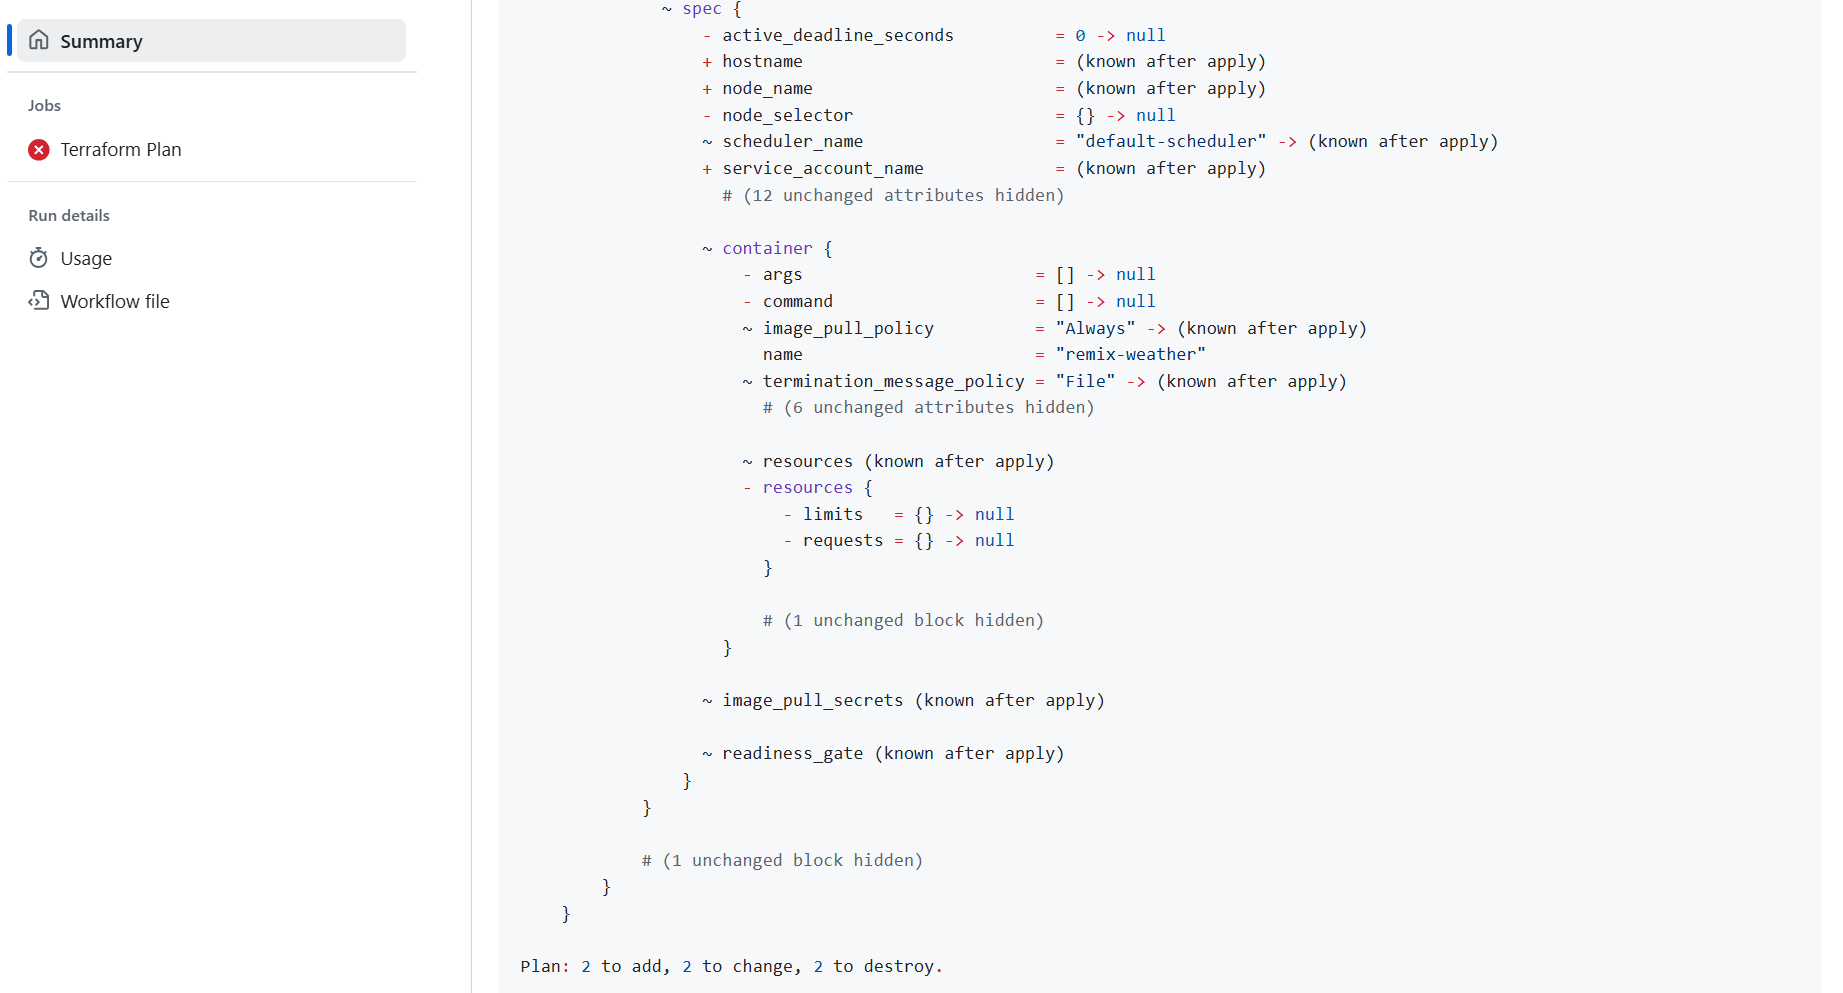 Summary
Jobs
Terraform Plan
Run details
Usage
Workflow file
~ spec {
- active_deadline_seconds = 0 -> null
+ hostname = (known after apply)
+ node_name = (known after apply)
- node_selector = {} -> null
~ scheduler_name = "default-scheduler" -> (known after apply)
+ service_account_name = (known after apply)
# (12 unchanged attributes hidden)
~ container {
- args = [] -> null
- command = [] -> null
~ image_pull_policy = "Always" -> (known after apply)
name = "remix-weather"
~ termination_message_policy = "File" -> (known after apply)
# (6 unchanged attributes hidden)
~ resources (known after apply)
- resources {
- limits = {} -> null
- requests = {} -> null
}
# (1 unchanged block hidden)
}
~ image_pull_secrets (known after apply)
~ readiness_gate (known after apply)
}
}
# (1 unchanged block hidden)
}
}
Plan: 2 to add, 2 to change, 2 to destroy.